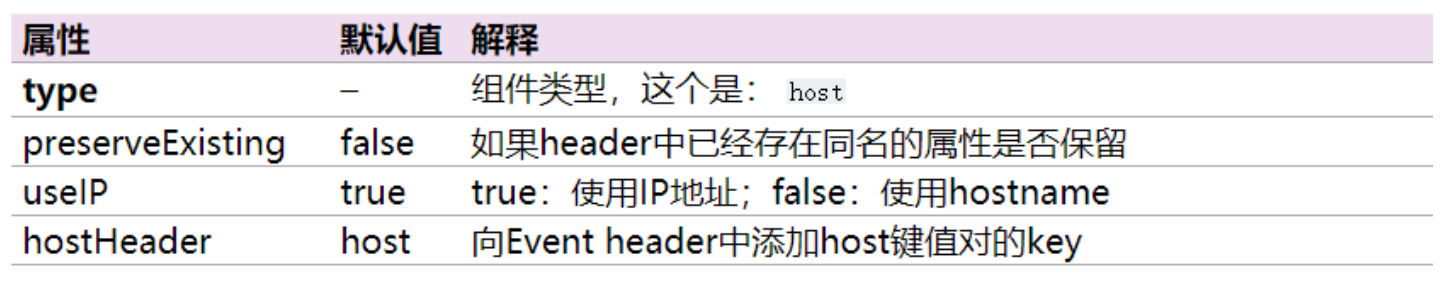 属性 默认值 解释
type – 组件类型，这个是： host
preserveExisting false 如果header中已经存在同名的属性是否保留
useIP true true：使用IP地址；false：使用hostname
hostHeader host 向Event header中添加host键值对的key